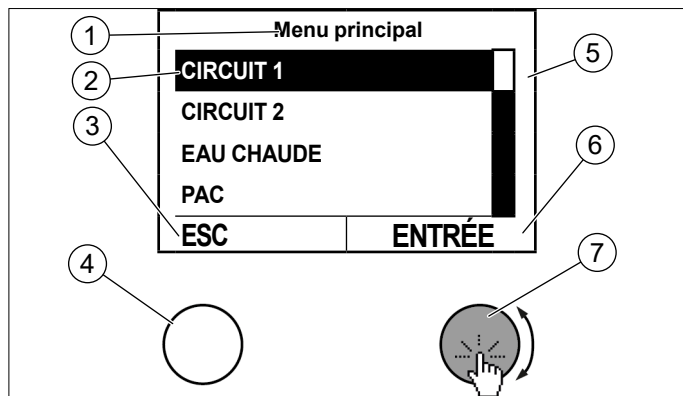 1 Menu principal
2 CIRCUIT 1 5
CIRCUIT 2
3 EAU CHAUDE 6
PAC
ESC ENTRÉE
4 7